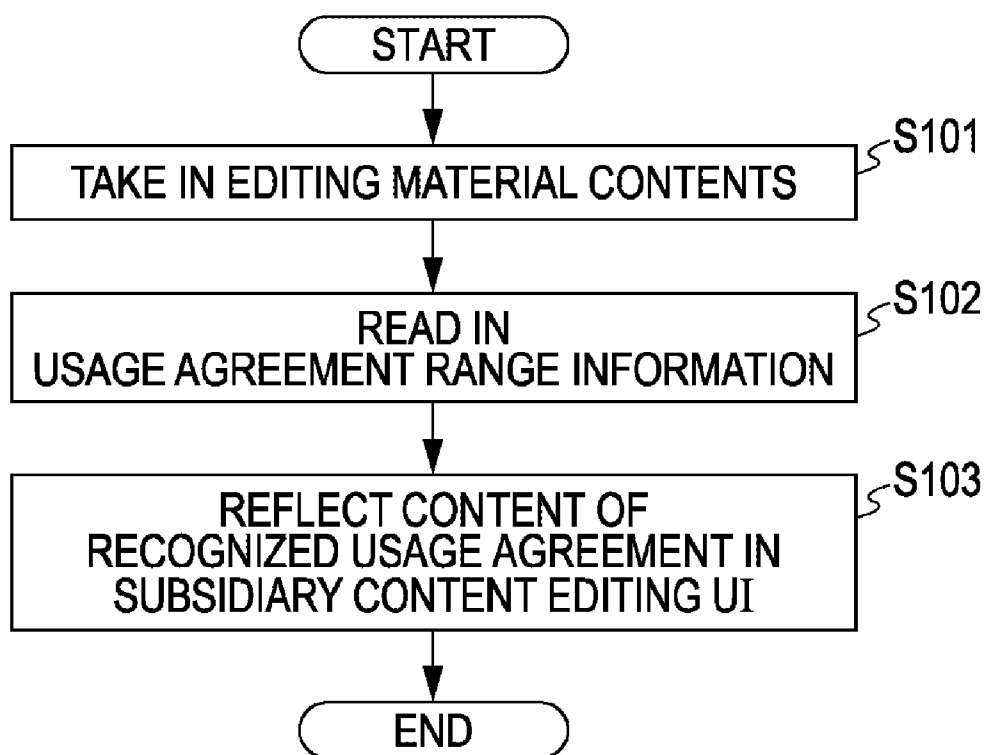 START
S101
TAKE IN EDITING MATERIAL CONTENTS
S102
READ IN
USAGE AGREEMENT RANGE INFORMATION
S103
REFLECT CONTENT OF
RECOGNIZED USAGE AGREEMENT IN
SUBSIDIARY CONTENT EDITING UI
END